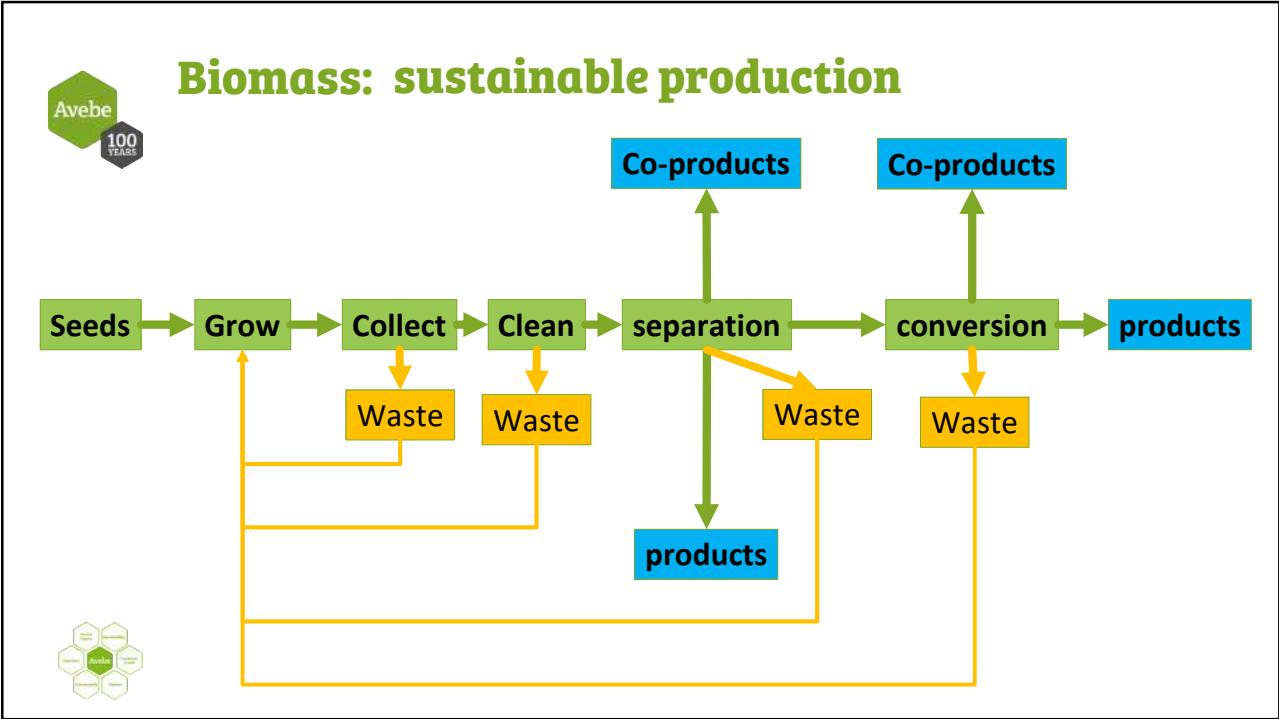 Biomass: sustainable production
Avebe
100
YEARS
Co-products
Co-products
Seeds
Grow
Collect
Clean
separation
conversion
products
Waste
Waste
Waste
Waste
products
Avebe